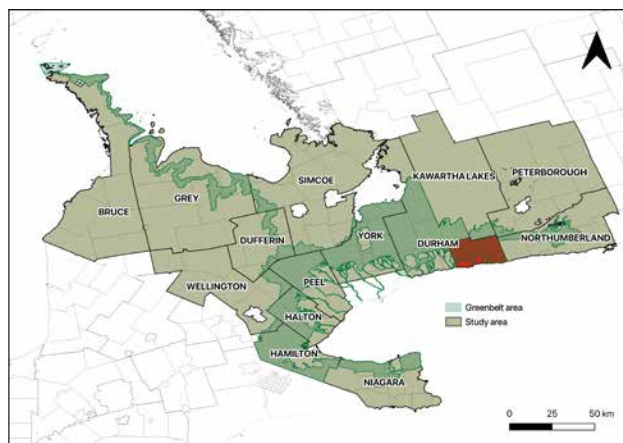 KAWARTHA LAKES
PETERBOROUGH
SIMCOE
GREY
BRUCE
NORTHUMBERLAND
YORK
DURHAM
DUFFERIN
PEEL
WELLINGTON
Greenbelt area
HALTON
Study area
HAMILTON
NIAGARA
0 25 50 km